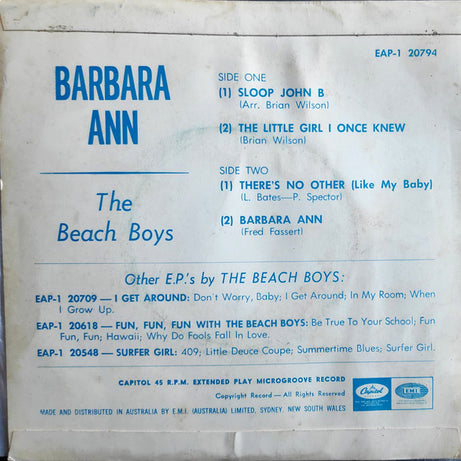 EAP-1 20794
BARBARA
ANN
The
Beach Boys
SIDE ONE
(1) SLOOP JOHN B
(Arr. Brian Wilson)
(2) THE LITTLE GIRL I ONCE KNEW
(Brian Wilson)
SIDE TWO
(1) THERE'S NO OTHER (Like My Baby)
(L. Bates—P. Spector)
(2) BARBARA ANN
(Fred Fassert)
Other E.P.'s by THE BEACH BOYS:
EAP-1 20709 — I GET AROUND: Don't Worry, Baby; I Get Around; In My Room; When
I Grow Up.
EAP-1 20618 — FUN, FUN, FUN WITH THE BEACH BOYS: Be True To Your School; Fun
Fun, Fun; Hawaii; Why Do Fools Fall In Love.
EAP-1 20548 — SURFER GIRL: 409; Little Deuce Coupe; Summertime Blues; Surfer Girl.
CAPITOL 45 R.P.M. EXTENDED PLAY MICROGROOVE RECORD
Copyright Record — All Rights Reserved
MADE AND DISTRIBUTED IN AUSTRALIA BY E.M.I. (AUSTRALIA) LIMITED, SYDNEY, NEW SOUTH WALES
Capitol
EMI